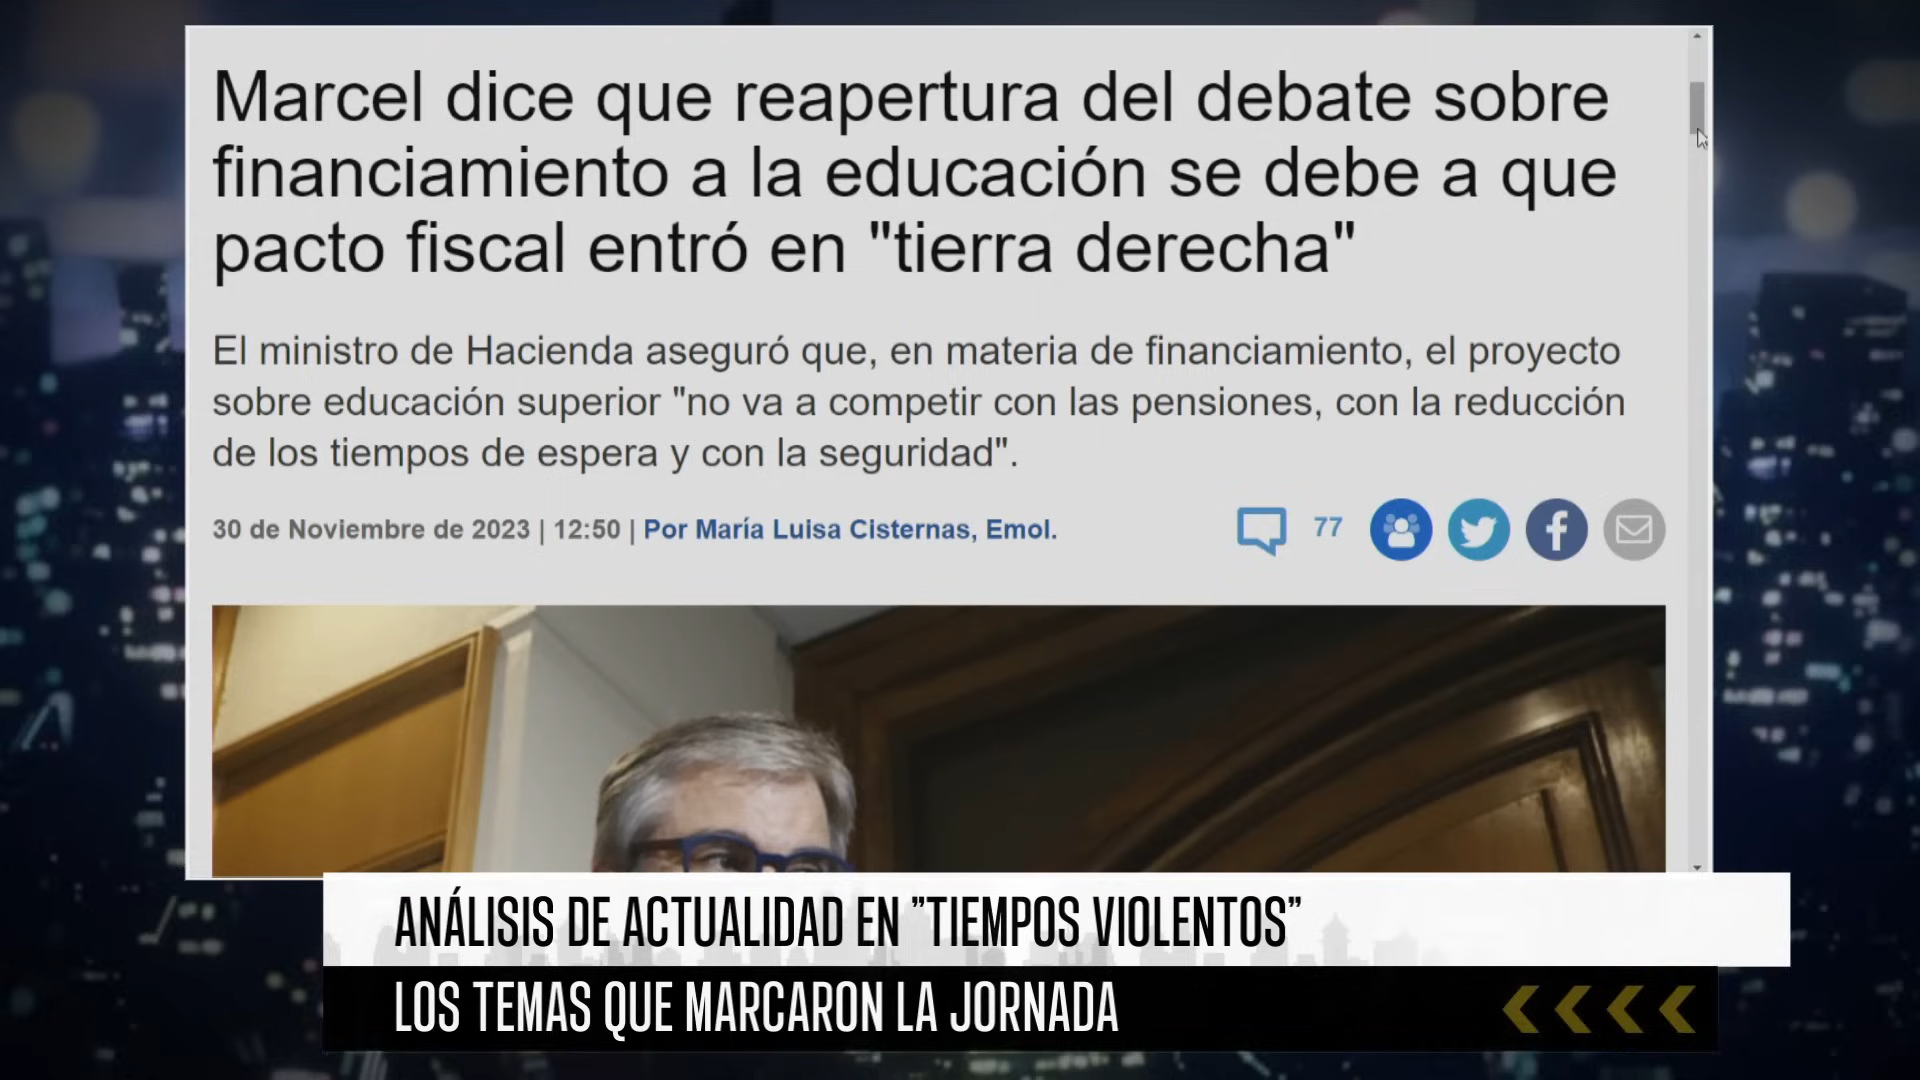 Marcel dice que reapertura del debate sobre
financiamiento a la educación se debe a que
pacto fiscal entró en "tierra derecha"
El ministro de Hacienda aseguró que, en materia de financiamiento, el proyecto
sobre educación superior "no va a competir con las pensiones, con la reducción
de los tiempos de espera y con la seguridad".
30 de Noviembre de 2023 | 12:50 | Por María Luisa Cisternas, Emol.
77
ANÁLISIS DE ACTUALIDAD EN "TIEMPOS VIOLENTOS"
LOS TEMAS QUE MARCARON LA JORNADA